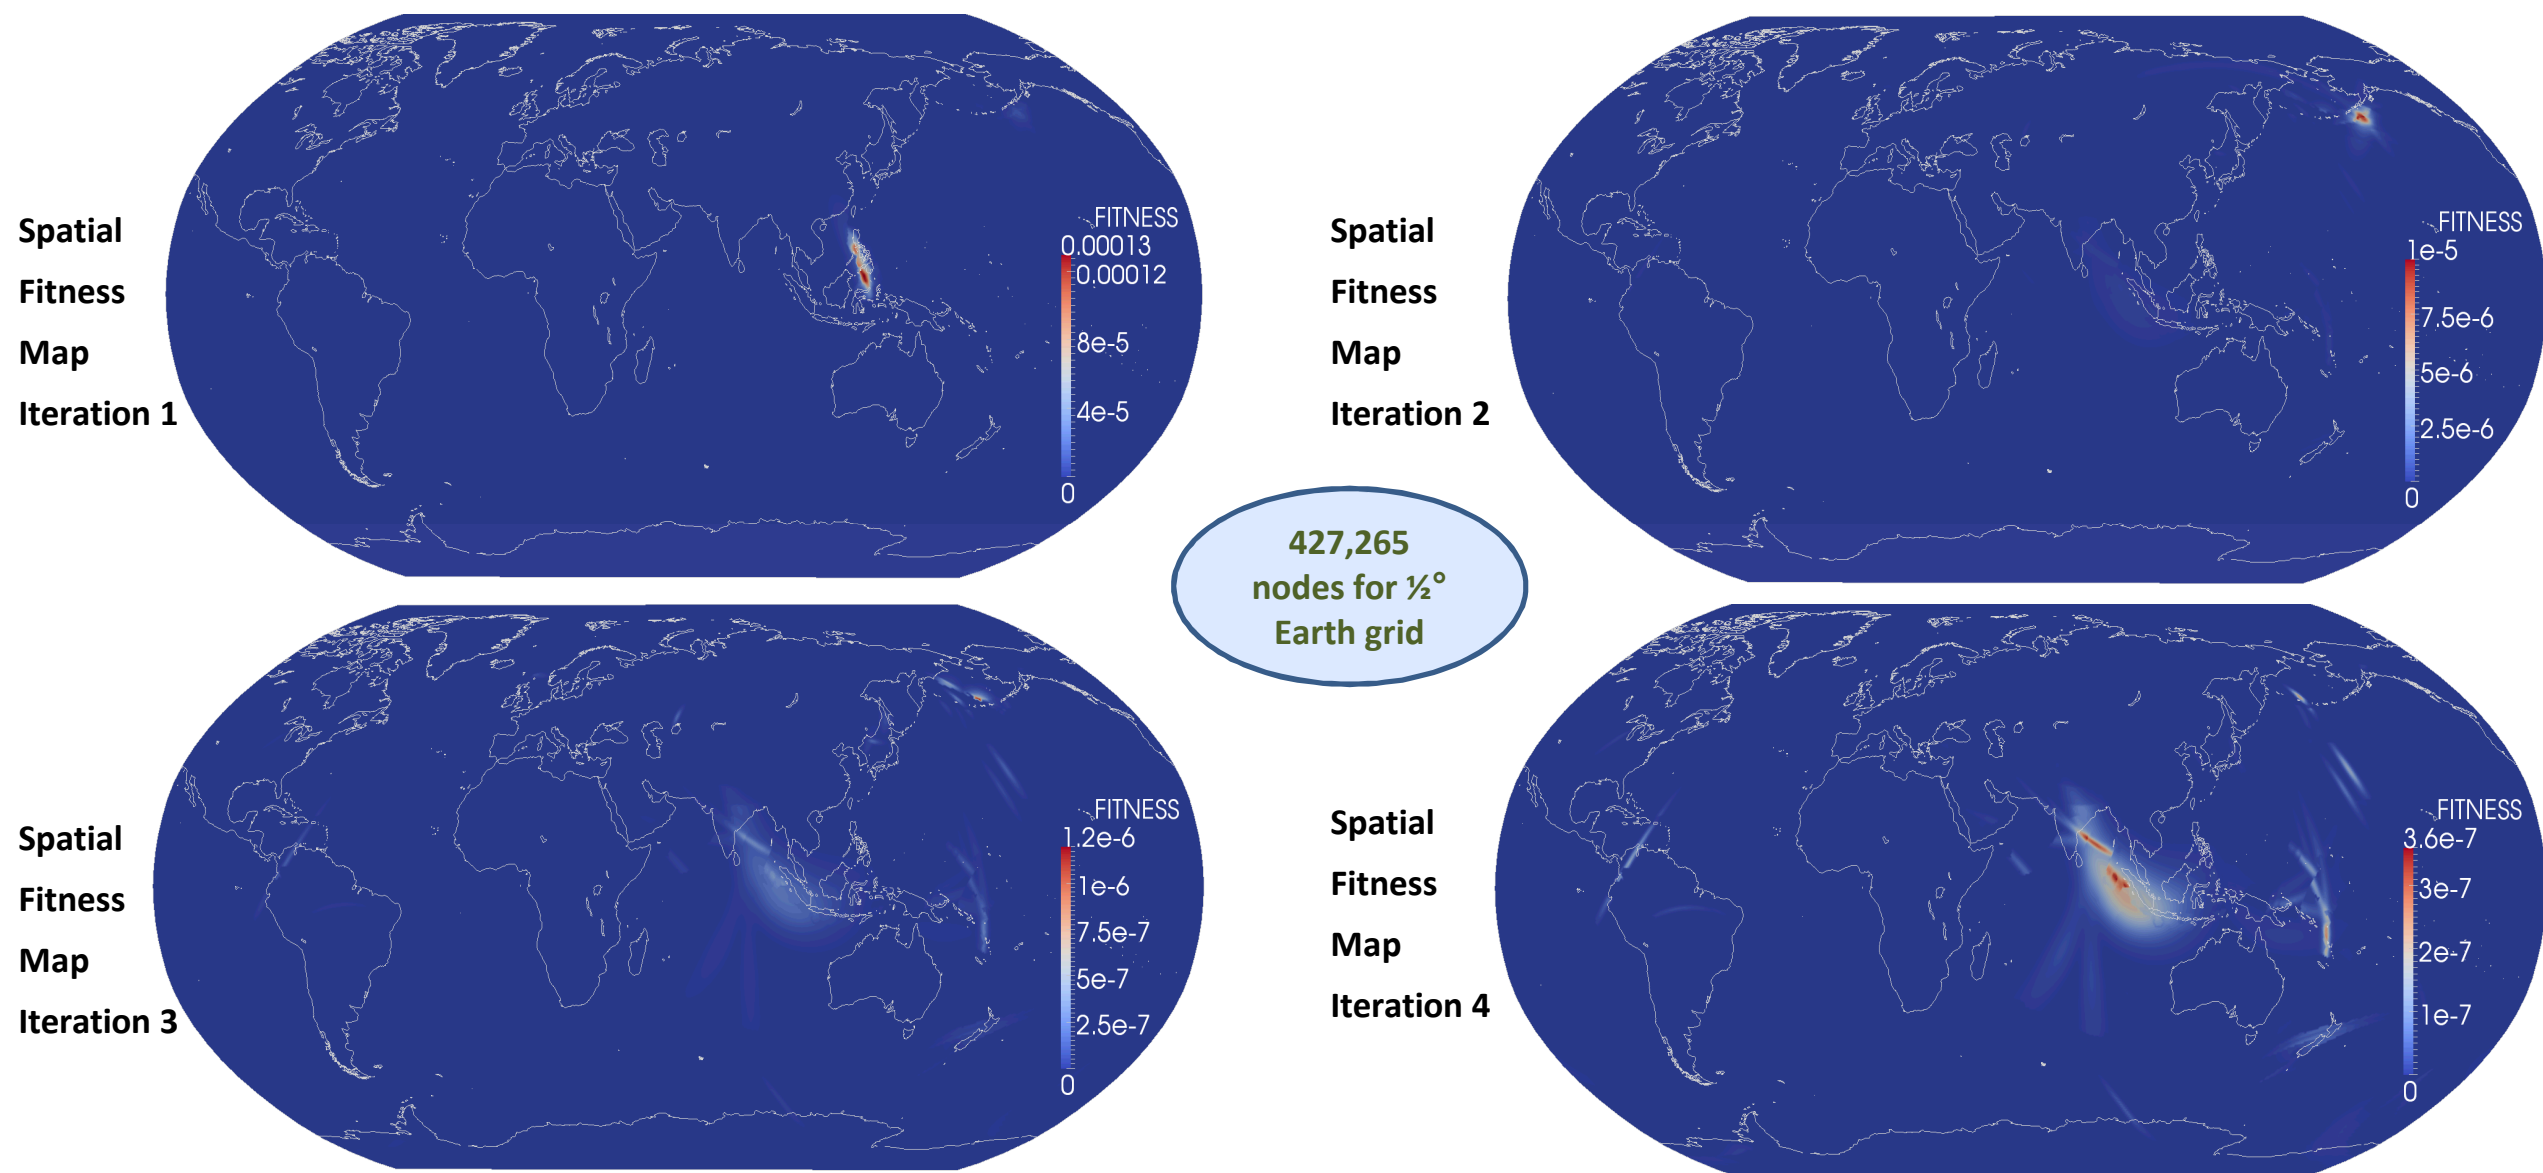 Spatial
Fitness
Map
Iteration 1
FITNESS
0.00013
0.00012
8e-5
4e-5
0
Spatial
Fitness
Map
Iteration 2
FITNESS
1e-5
7.5e-6
5e-6
2.5e-6
0
427,265
nodes for ½°
Earth grid
Spatial
Fitness
Map
Iteration 3
FITNESS
1.2e-6
1e-6
7.5e-7
5e-7
2.5e-7
0
Spatial
Fitness
Map
Iteration 4
FITNESS
3.6e-7
3e-7
2e-7
1e-7
0